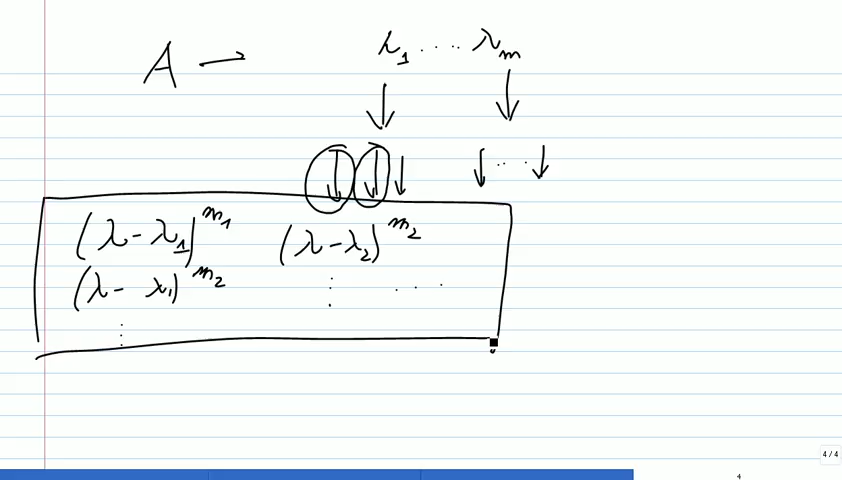 A → λ₁ ..... λₘ
(λ - λ₁)^m₁ (λ - λ₂)^m₂
(λ - λ₁)^m₂ ⋮ . . .
⋮
4 / 4
4